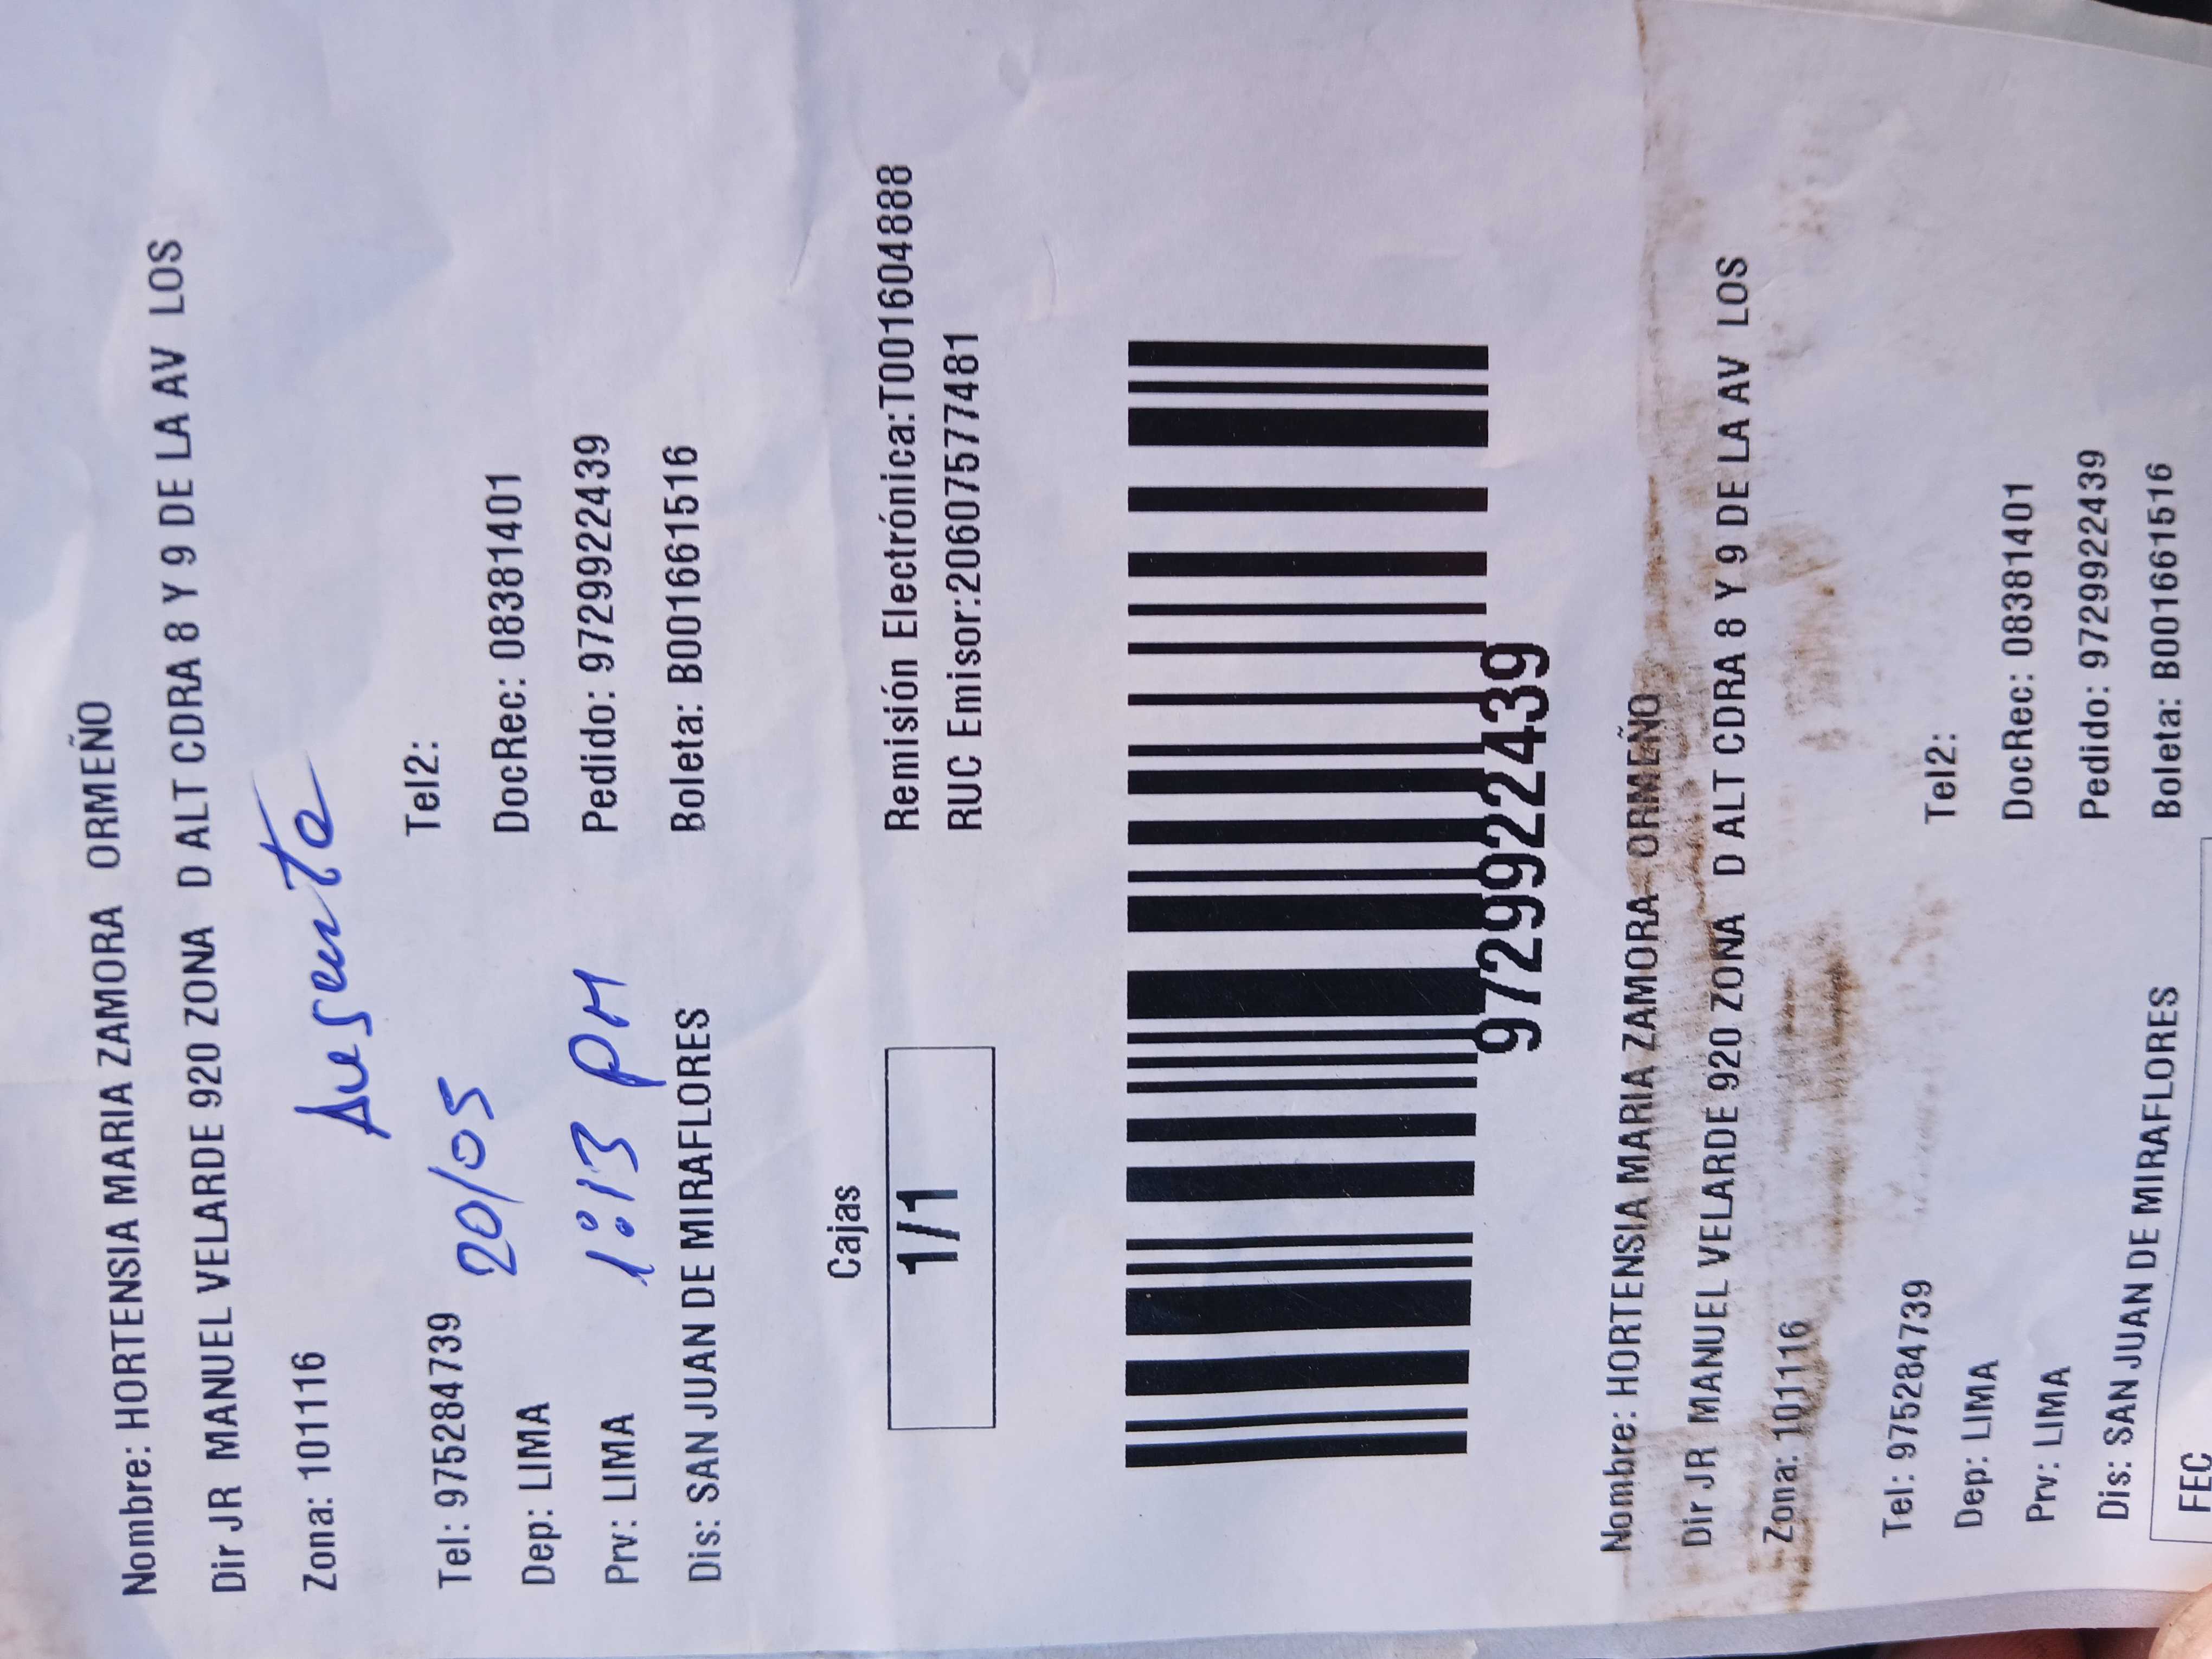 Nombre: HORTENSIA MARIA ZAMORA ORMEÑO
Dir JR MANUEL VELARDE 920 ZONA D ALT CDRA 8 Y 9 DE LA AV LOS
Zona: 101116
Ausente
Tel: 975284739 Tel2:
20/05
Dep: LIMA DocRec: 08381401
1:13 PM
Prv: LIMA Pedido: 9729922439
Dis: SAN JUAN DE MIRAFLORES Boleta: B001661516
Cajas
1/1
Remisión Electrónica:T001604888
RUC Emisor:20607577481
9729922439
Nombre: HORTENSIA MARIA ZAMORA ORMEÑO
Dir JR MANUEL VELARDE 920 ZONA D ALT CDRA 8 Y 9 DE LA AV LOS
Zona: 101116
Tel: 975284739 Tel2:
Dep: LIMA DocRec: 08381401
Prv: LIMA Pedido: 9729922439
Dis: SAN JUAN DE MIRAFLORES Boleta: B001661516
FEC